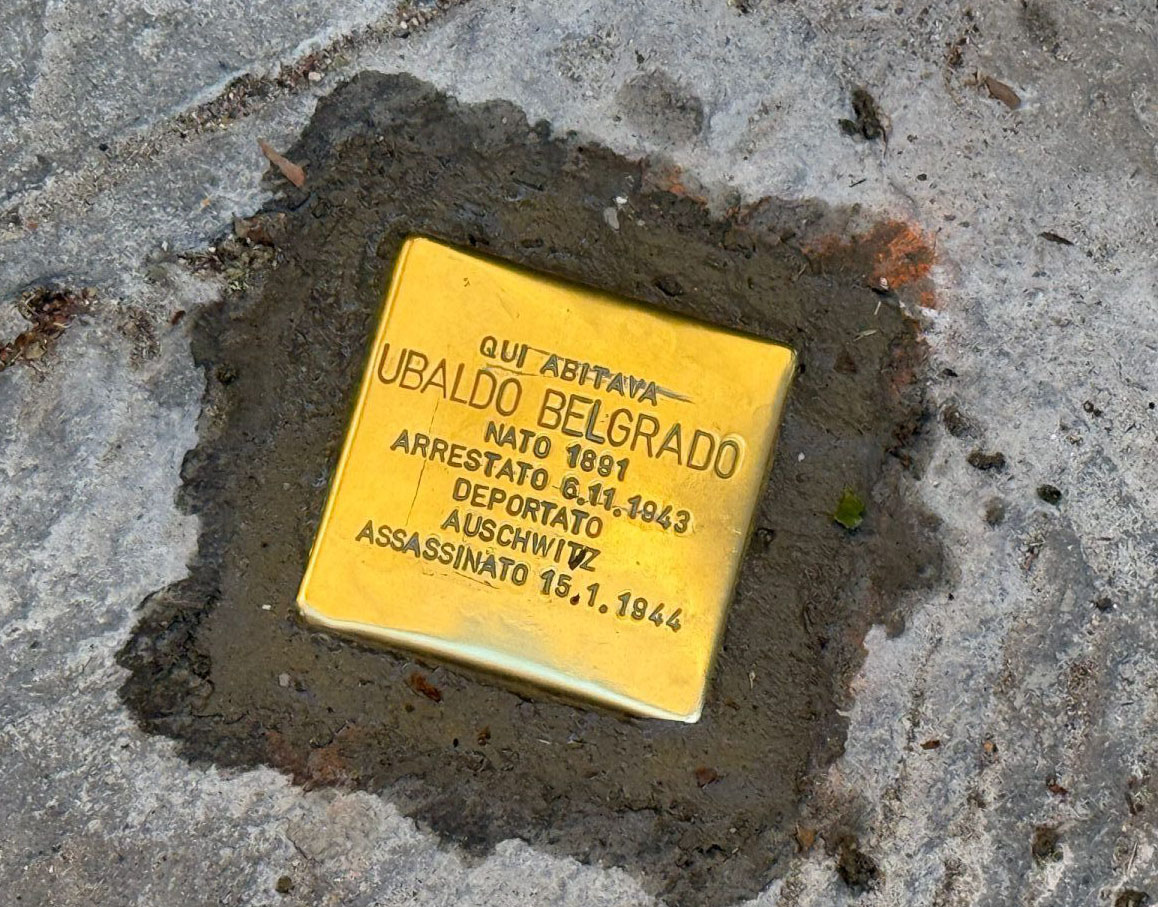 QUI ABITAVA
UBALDO BELGRADO
NATO 1891
ARRESTATO 6.11.1943
DEPORTATO
AUSCHWITZ
ASSASSINATO 15.1.1944